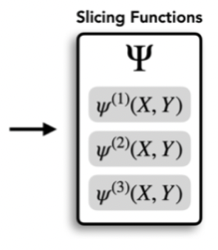 Slicing Functions
Ψ
ψ⁽¹⁾(X, Y)
ψ⁽²⁾(X, Y)
ψ⁽³⁾(X, Y)